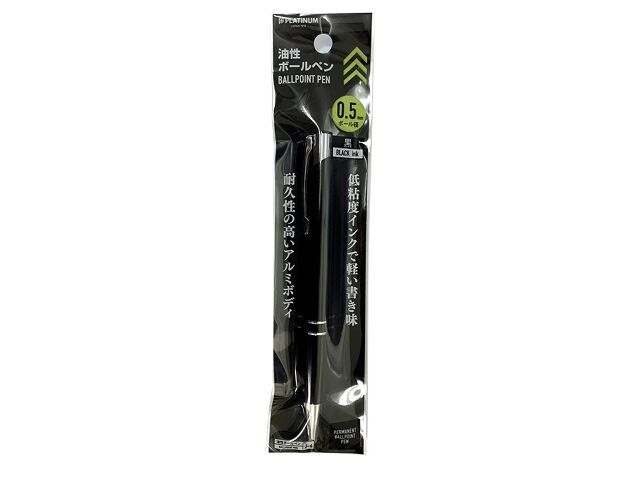 PLATINUM
油性
ボールペン
BALLPOINT PEN
0.5mm
ボール径
黒
BLACK ink
低粘度インクで軽い書き味
耐久性の高いアルミボディ
PERMANENT
BALLPOINT
PEN